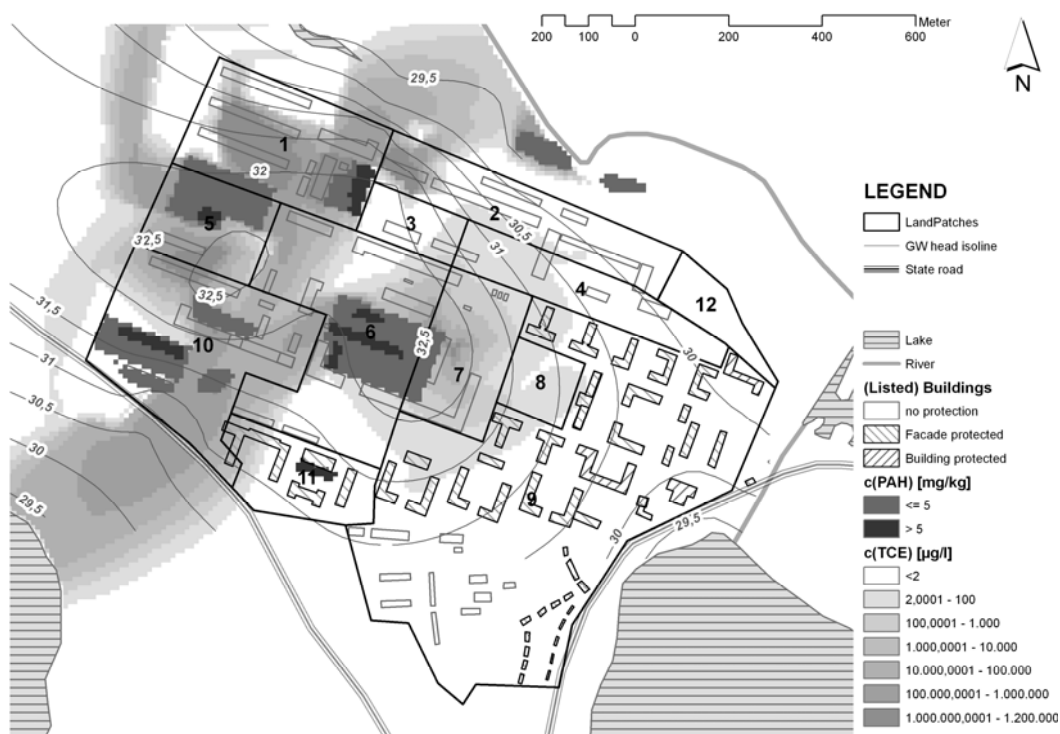 Meter
200 100 0 200 400 600
N
29,5
1
32
5
32,5
32,5
3
2
30,5
31
4
12
31,5
31
30,5
30
29,5
10
6
32,5
7
8
30
11
9
30
29,5
LEGEND
LandPatches
GW head isoline
State road
Lake
River
(Listed) Buildings
no protection
Facade protected
Building protected
c(PAH) [mg/kg]
<= 5
> 5
c(TCE) [µg/l]
<2
2,0001 - 100
100,0001 - 1.000
1.000,0001 - 10.000
10.000,0001 - 100.000
100.000,0001 - 1.000.000
1.000.000,0001 - 1.200.000